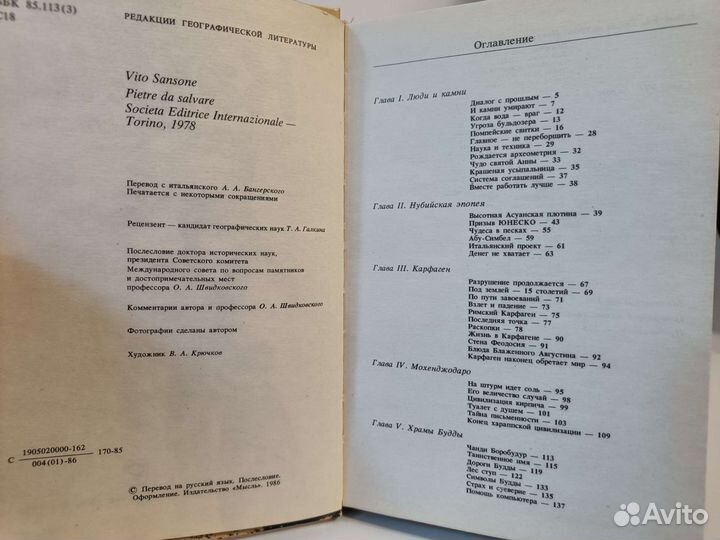 ББК 85.113(3)
С18
РЕДАКЦИИ ГЕОГРАФИЧЕСКОЙ ЛИТЕРАТУРЫ
Vito Sansone
Pietre da salvare
Societa Editrice Internazionale —
Torino, 1978
Перевод с итальянского А. А. Бангерского
Печатается с некоторыми сокращениями
Рецензент — кандидат географических наук Т. А. Галкина
Послесловие доктора исторических наук,
президента Советского комитета
Международного совета по вопросам памятников
и достопримечательных мест
профессора О. А. Швидковского
Комментарии автора и профессора О. А. Швидковского
Фотографии сделаны автором
Художник В. А. Крючков
С 1905020000-162 170-85
004(01)-86
© Перевод на русский язык. Послесловие.
Оформление. Издательство «Мысль». 1986
Оглавление
Глава I. Люди и камни
Диалог с прошлым — 5
И камни умирают — 7
Когда вода — враг — 12
Угроза бульдозера — 13
Помпейские свитки — 16
Главное — не переборщить — 28
Наука и техника — 29
Рождается археометрия — 32
Чудо святой Анны — 33
Крашеная усыпальница — 35
Система соглашений — 37
Вместе работать лучше — 38
Глава II. Нубийская эпопея
Высотная Асуанская плотина — 39
Призыв ЮНЕСКО — 43
Чудеса в песках — 55
Абу-Симбел — 59
Итальянский проект — 61
Денег не хватает — 63
Глава III. Карфаген
Разрушение продолжается — 67
Под землей — 15 столетий — 69
По пути завоеваний — 71
Взлет и падение — 73
Римский Карфаген — 75
Последняя точка — 77
Раскопки — 78
Жизнь в Карфагене — 90
Стена Феодосия — 91
Блюда Блаженного Августина — 92
Карфаген наконец обретает мир — 94
Глава IV. Мохенджодаро
На штурм идет соль — 95
Его величество случай — 98
Цивилизация кирпича — 99
Туалет с душем — 101
Тайна письменности — 103
Конец хараппской цивилизации — 109
Глава V. Храмы Будды
Чанди Боробудур — 113
Таинственное имя — 115
Дороги Будды — 119
Лес ступ — 122
Символы Будды — 131
Страх и суеверие — 135
Помощь компьютера — 137
Avito